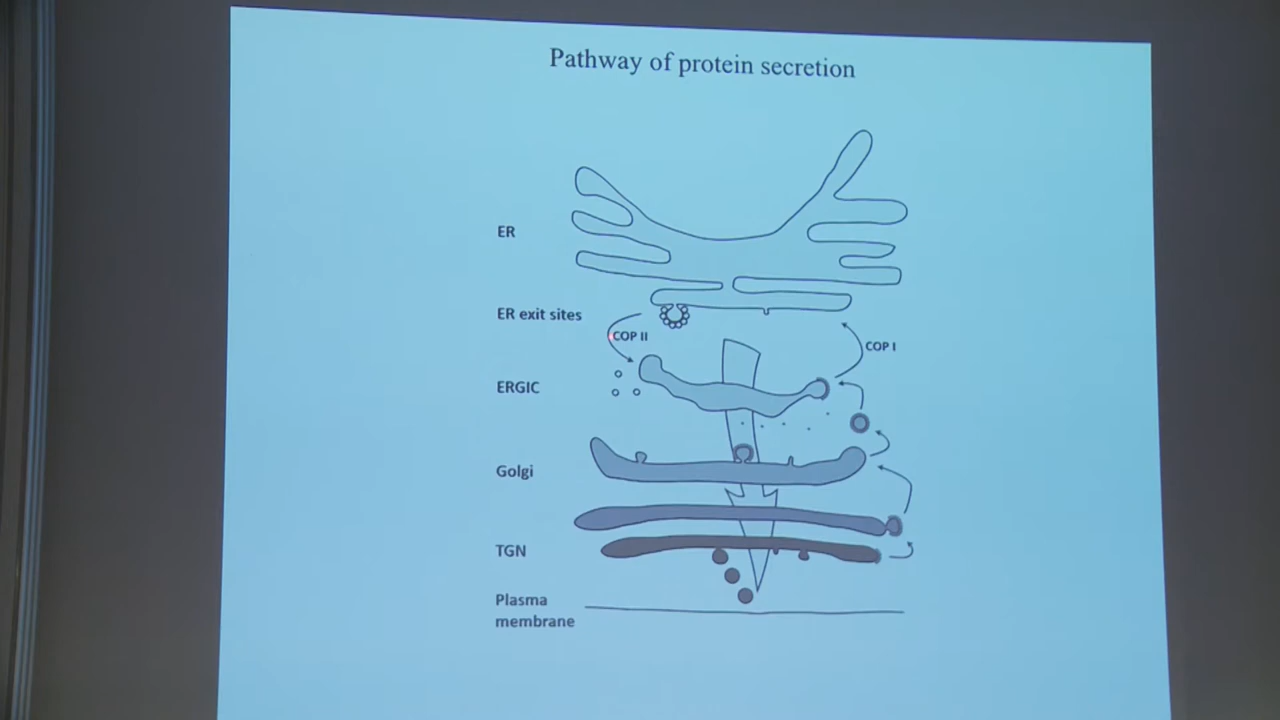 Pathway of protein secretion
ER
ER exit sites
COP II
COP I
ERGIC
Golgi
TGN
Plasma
membrane